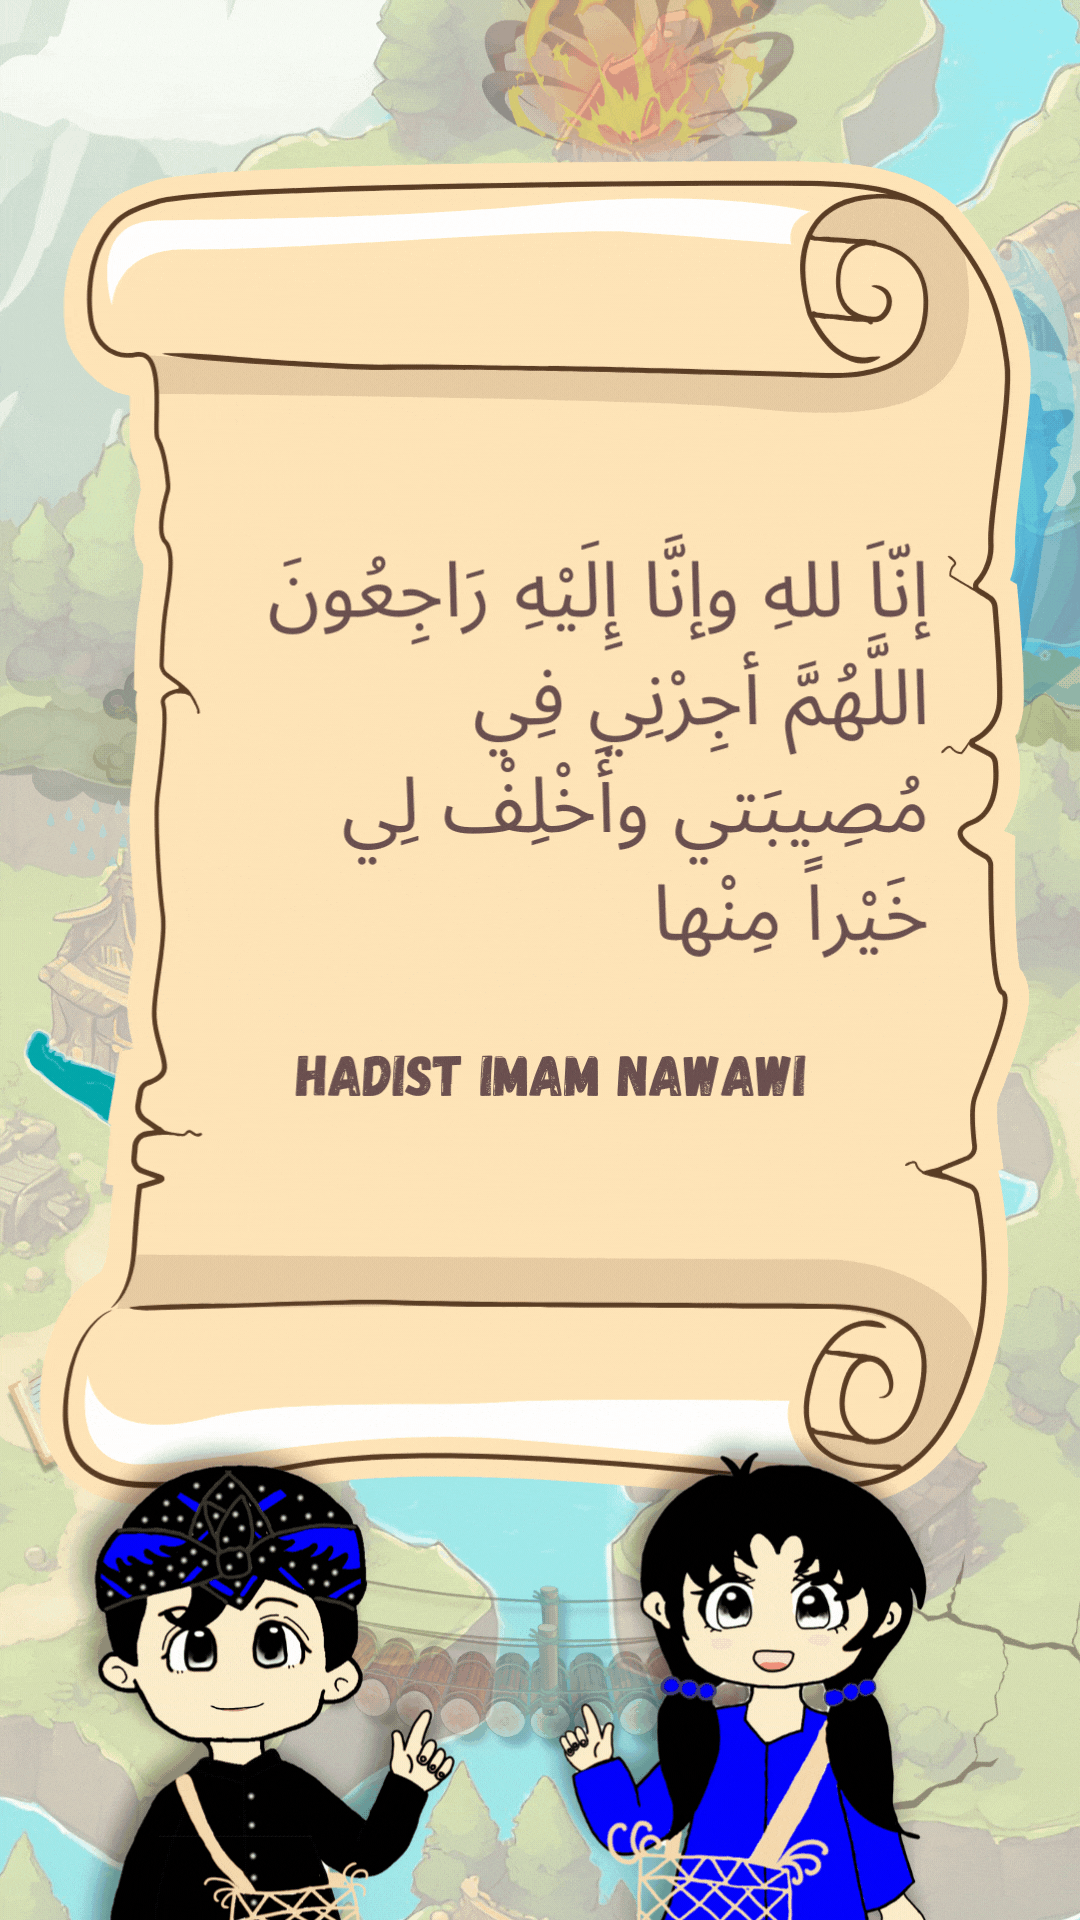 إنّاَ للهِ وإنَّا إِلَيْهِ رَاجِعُونَ
اللَّهُمَّ أجِرْنِي فِي
مُصِيبَتي وأَخْلِفْ لِي
خَيْراً مِنْها
HADIST IMAM NAWAWI